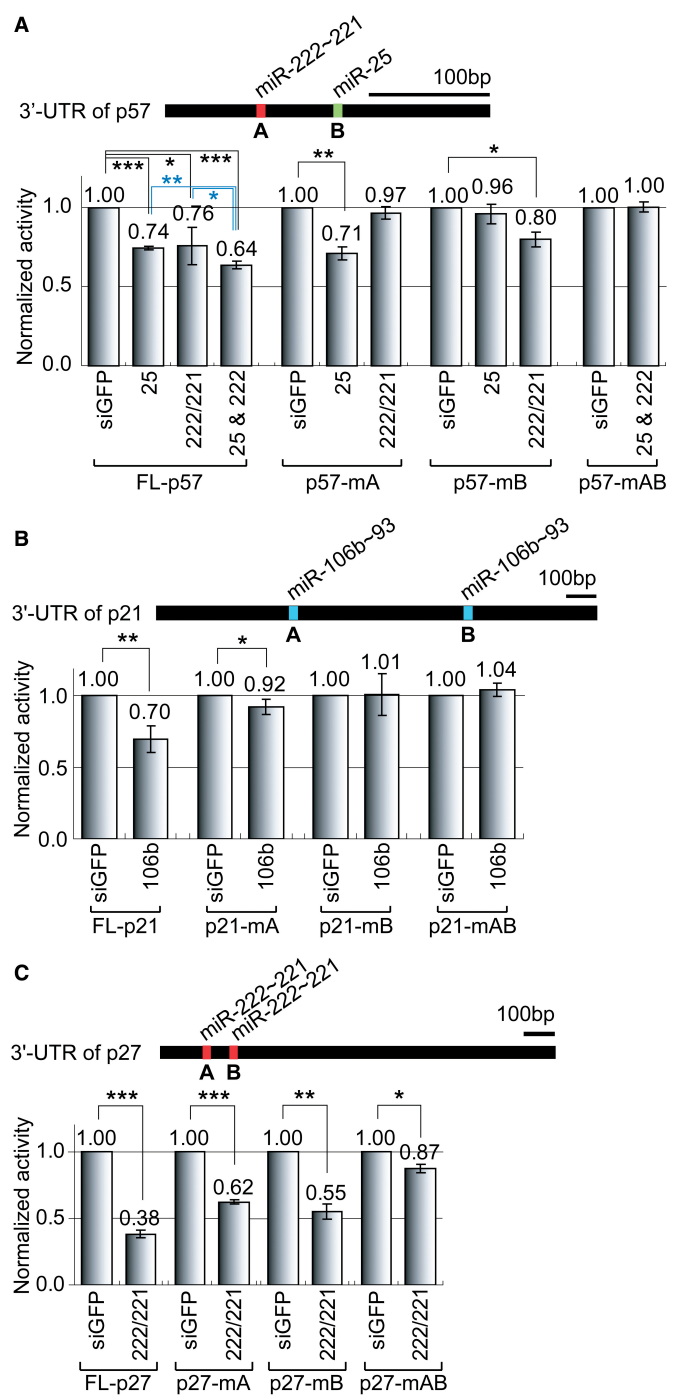 A
miR-222~221
miR-25
100bp
3'-UTR of p57
A
B
*** * ***
** *
**
*
Normalized activity
1.0
0.5
0.0
1.00 0.74 0.76 0.64
1.00 0.71 0.97
1.00 0.96 0.80
1.00 1.00
siGFP 25 222/221 25 & 222
siGFP 25 222/221
siGFP 25 222/221
siGFP 25 & 222
FL-p57 p57-mA p57-mB p57-mAB
B
miR-106b~93
miR-106b~93
100bp
3'-UTR of p21
A
B
** *
Normalized activity
1.0
0.5
0.0
1.00 0.70
1.00 0.92
1.00 1.01
1.00 1.04
siGFP 106b
siGFP 106b
siGFP 106b
siGFP 106b
FL-p21 p21-mA p21-mB p21-mAB
C
miR-222~221
miR-222~221
100bp
3'-UTR of p27
A B
*** *** ** *
Normalized activity
1.0
0.5
0.0
1.00 0.38
1.00 0.62
1.00 0.55
1.00 0.87
siGFP 222/221
siGFP 222/221
siGFP 222/221
siGFP 222/221
FL-p27 p27-mA p27-mB p27-mAB